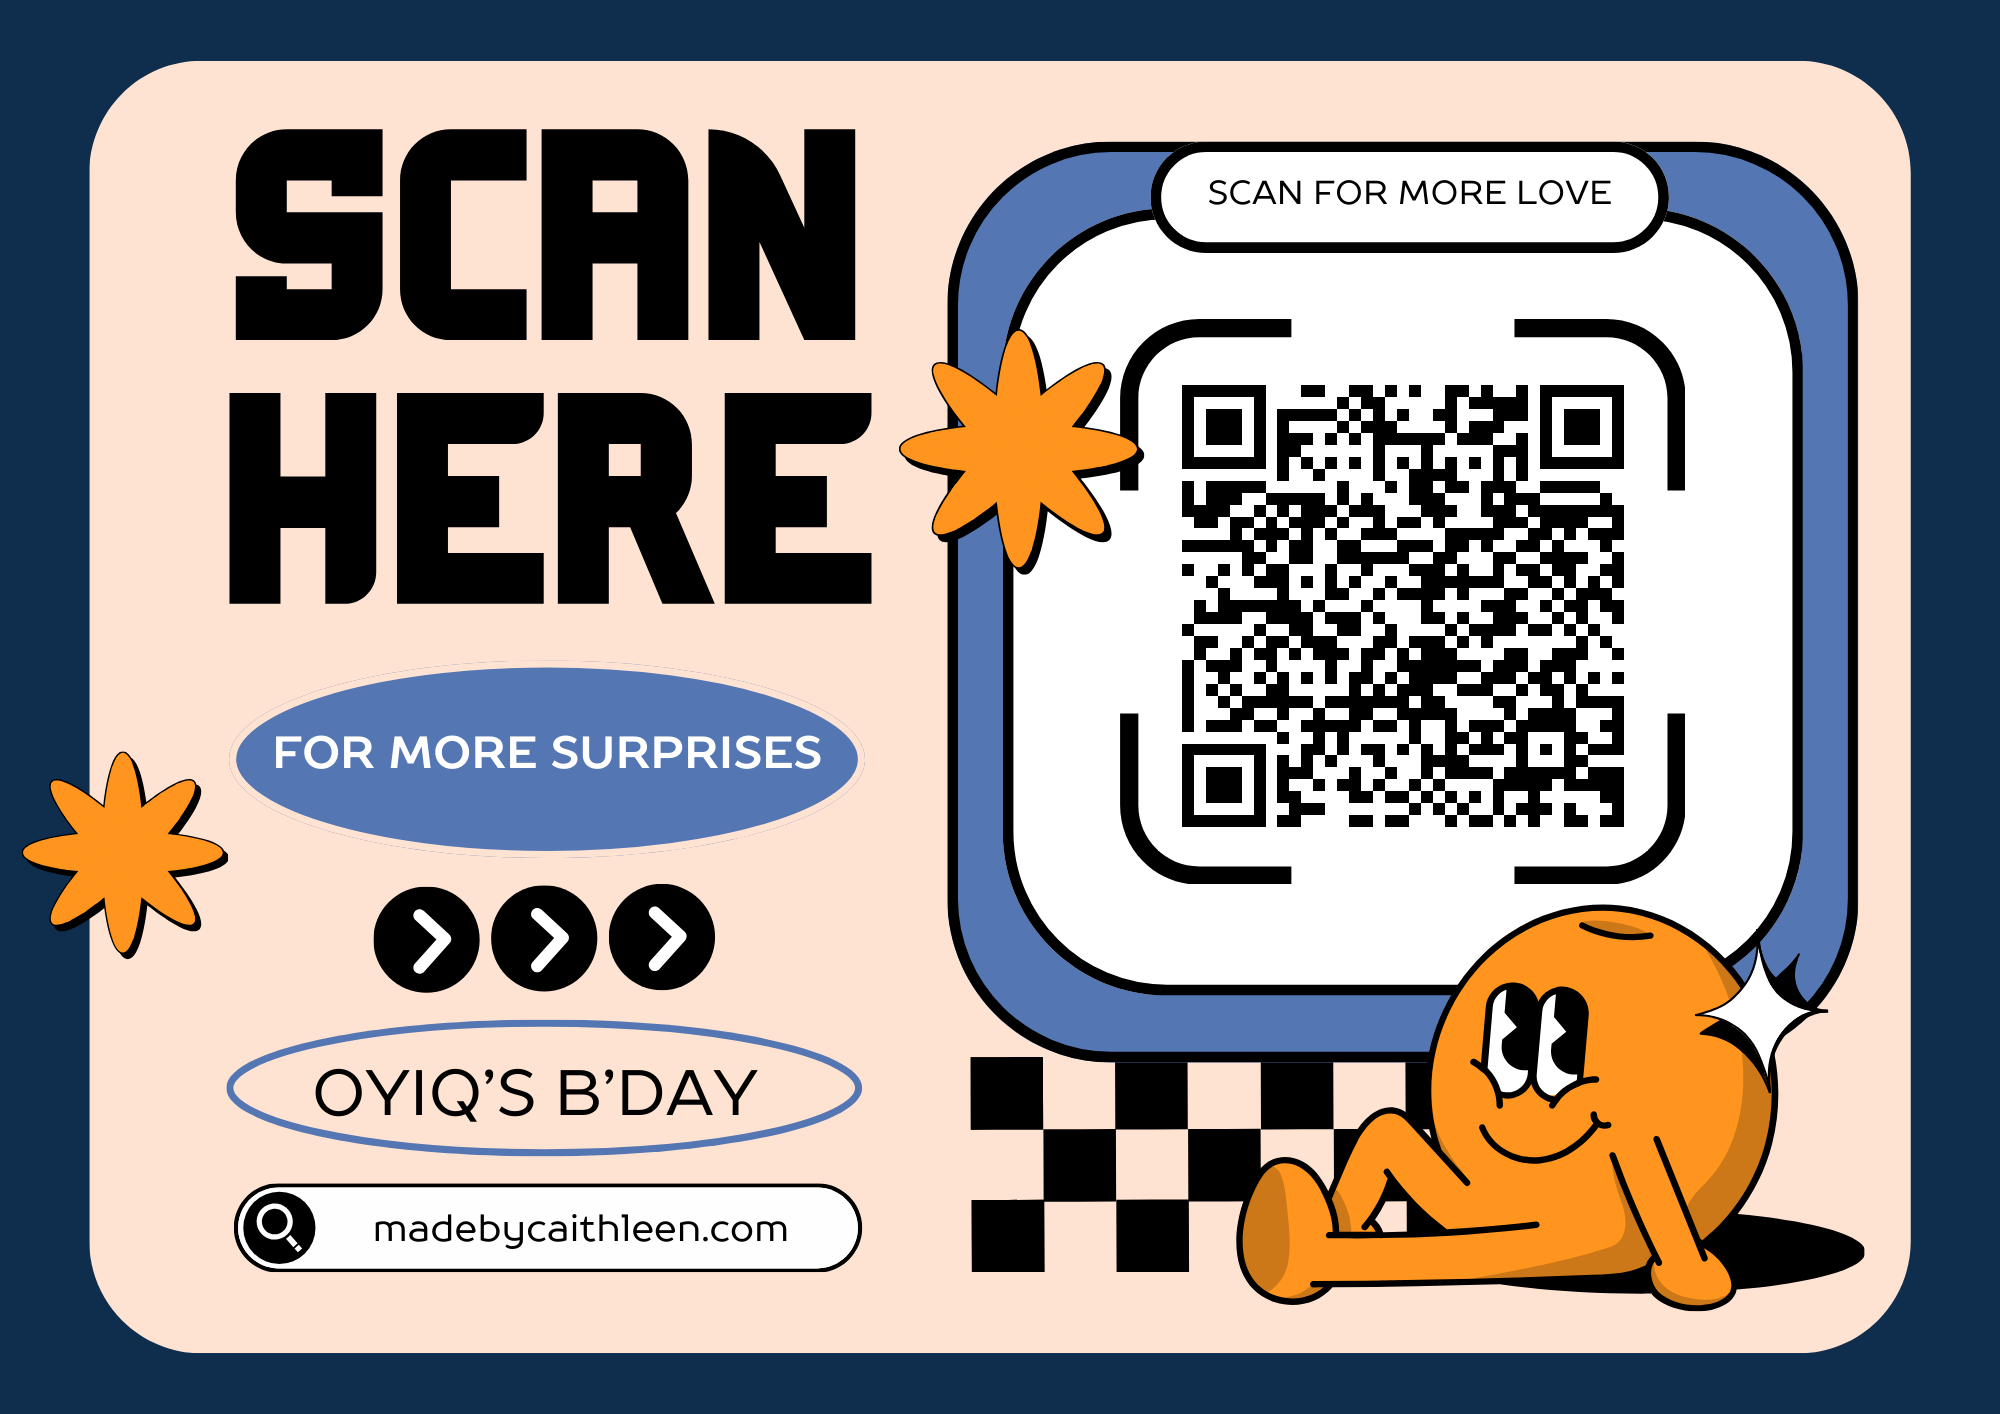 SCAN
HERE
FOR MORE SURPRISES
OYIQ’S B’DAY
madebycaithleen.com
SCAN FOR MORE LOVE